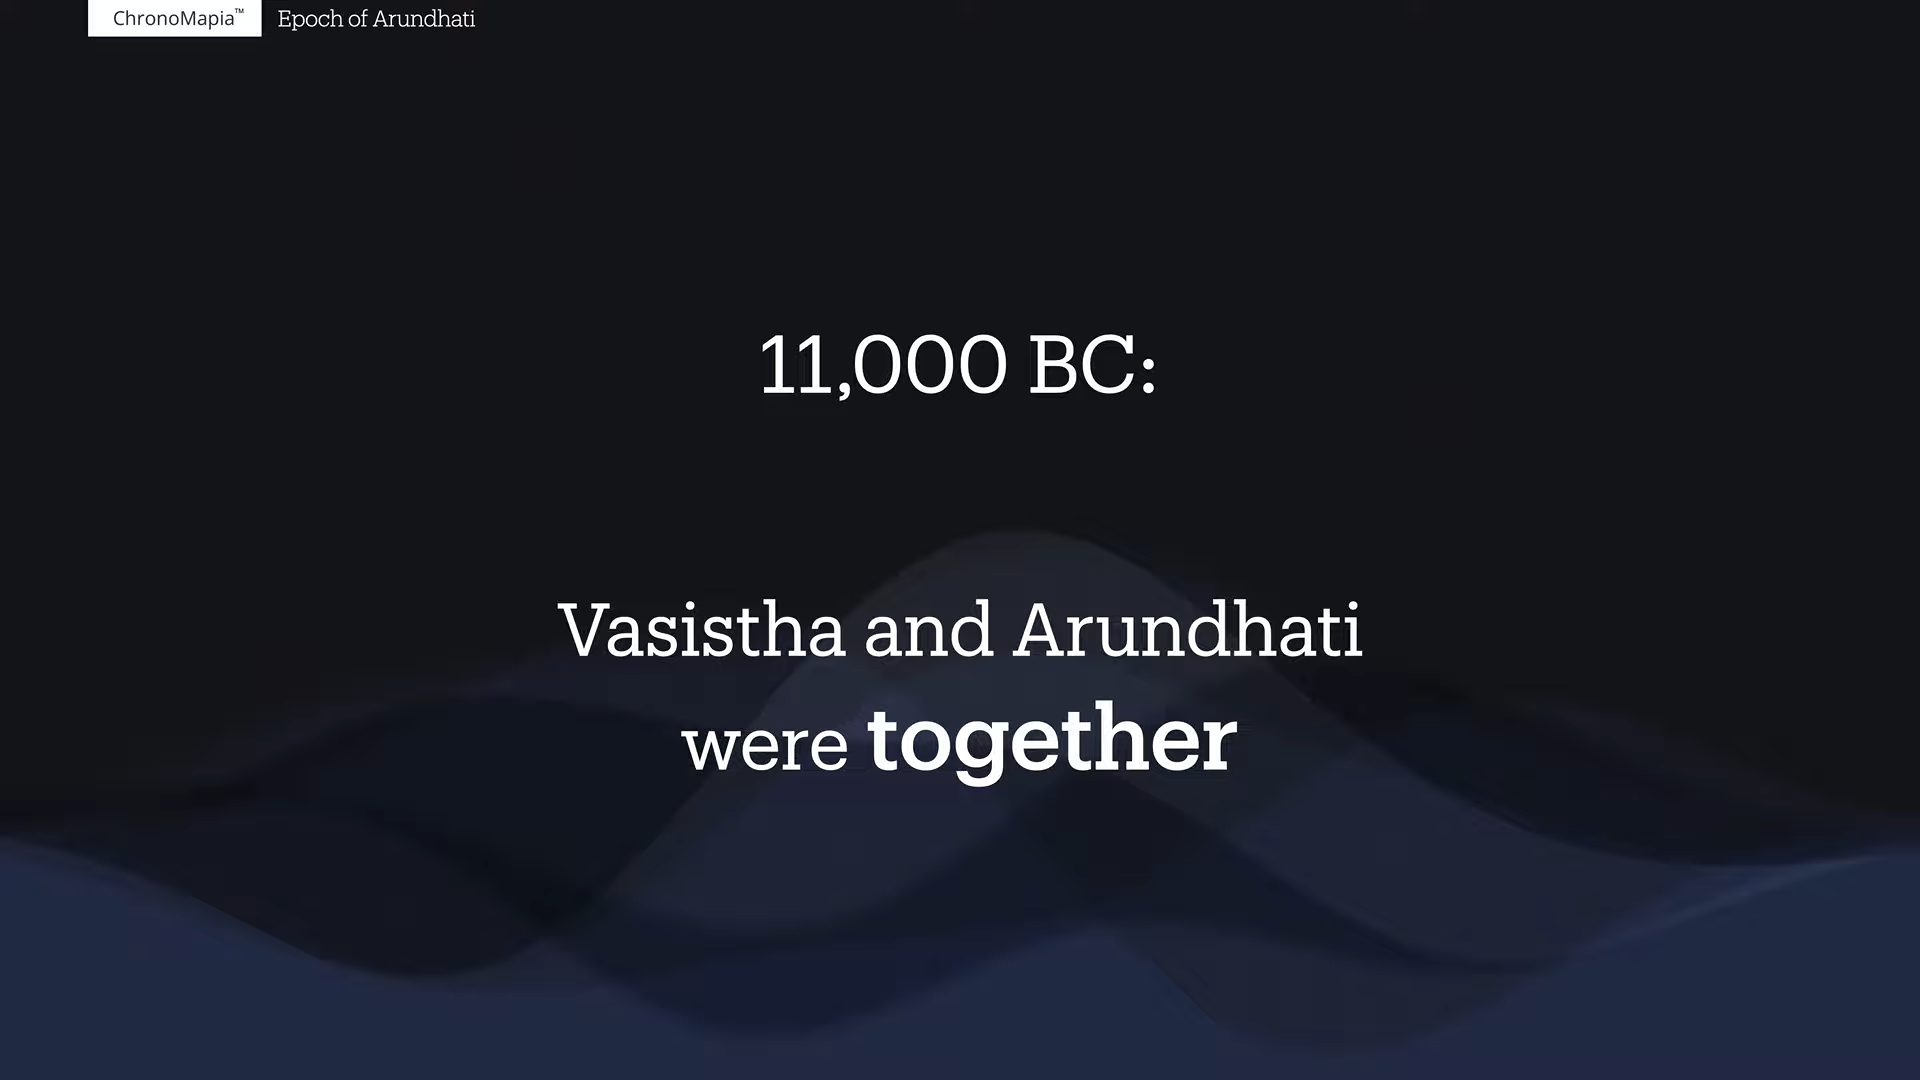 ChronoMapia™ Epoch of Arundhati
11,000 BC:
Vasistha and Arundhati
were together